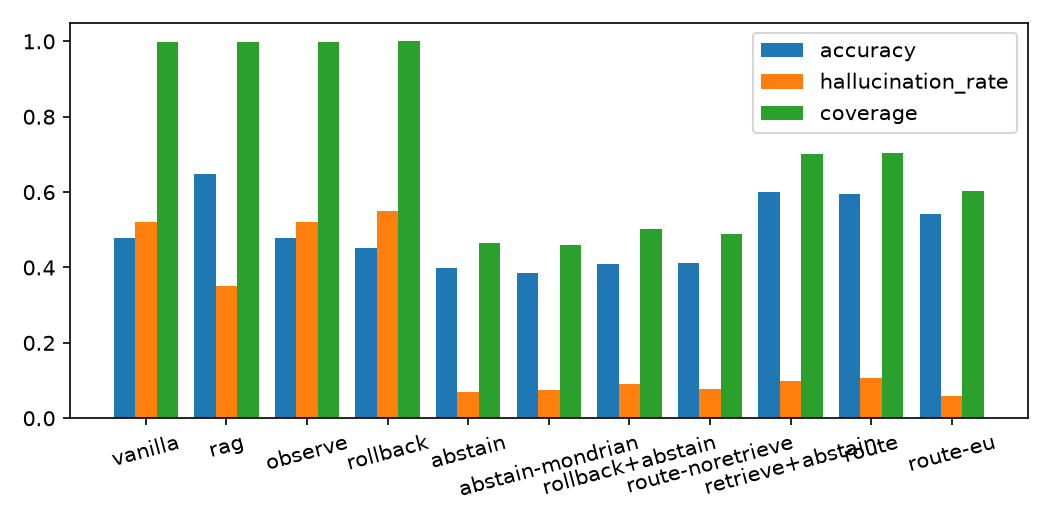 1.0
0.8
0.6
0.4
0.2
0.0
accuracy
hallucination_rate
coverage
vanilla
rag
observe
rollback
abstain
abstain-mondrian
rollback+abstain
route-noretrieve
retrieve+abstain
route
route-eu